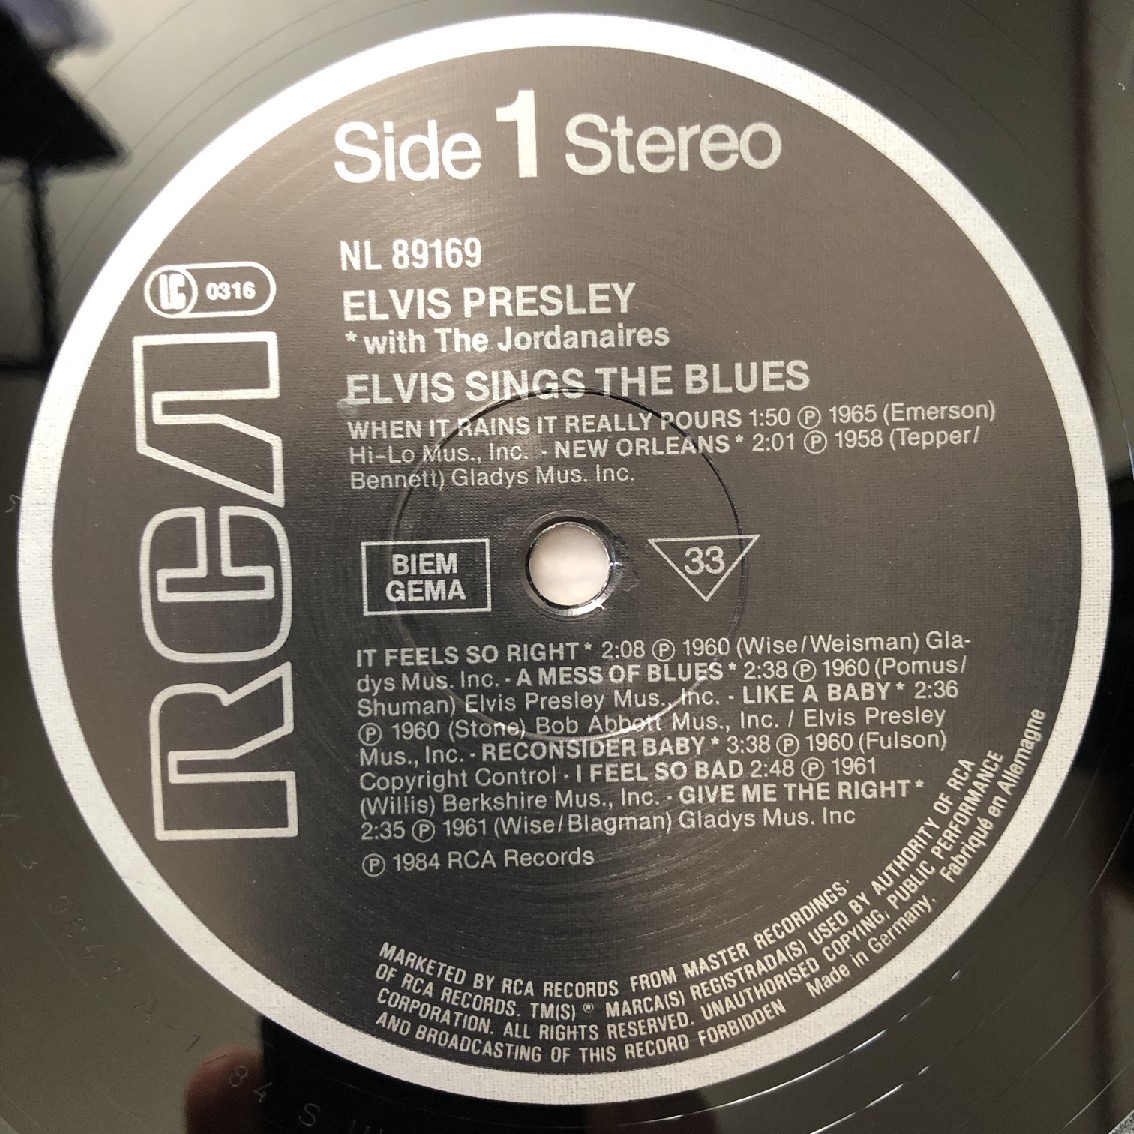 Side 1 Stereo
NL 89169
LC 0316
RCA
ELVIS PRESLEY
* with The Jordanaires
ELVIS SINGS THE BLUES
WHEN IT RAINS IT REALLY POURS 1:50 Ⓟ 1965 (Emerson)
Hi-Lo Mus., Inc. · NEW ORLEANS* 2:01 Ⓟ 1958 (Tepper/
Bennett) Gladys Mus. Inc.
BIEM
GEMA
33
IT FEELS SO RIGHT* 2:08 Ⓟ 1960 (Wise/Weisman) Gla-
dys Mus. Inc. · A MESS OF BLUES* 2:38 Ⓟ 1960 (Pomus/
Shuman) Elvis Presley Mus., Inc. · LIKE A BABY* 2:36
Ⓟ 1960 (Stone) Bob Abbott Mus., Inc. / Elvis Presley
Mus., Inc. · RECONSIDER BABY* 3:38 Ⓟ 1960 (Fulson)
Copyright Control · I FEEL SO BAD 2:48 Ⓟ 1961
(Willis) Berkshire Mus., Inc. · GIVE ME THE RIGHT*
2:35 Ⓟ 1961 (Wise/Blagman) Gladys Mus. Inc
Ⓟ 1984 RCA Records
MARKETED BY RCA RECORDS FROM MASTER RECORDINGS.
OF RCA RECORDS. TM(S) ® MARCA(S) REGISTRADA(S) USED BY AUTHORITY OF RCA
CORPORATION. ALL RIGHTS RESERVED. UNAUTHORISED COPYING, PUBLIC PERFORMANCE
AND BROADCASTING OF THIS RECORD FORBIDDEN Made in Germany. Fabriqué en Allemagne